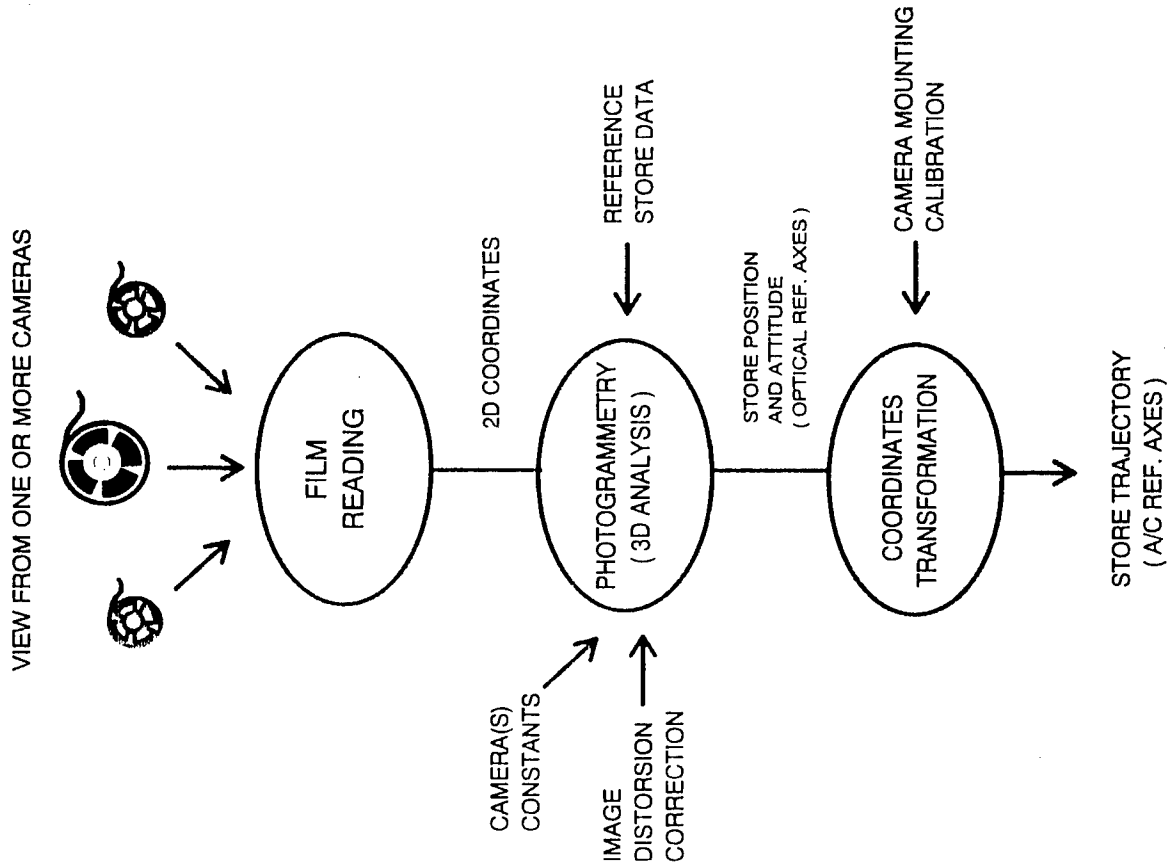 VIEW FROM ONE OR MORE CAMERAS
FILM
READING
2D COORDINATES
CAMERA(S)
CONSTANTS
IMAGE
DISTORSION
CORRECTION
PHOTOGRAMMETRY
( 3D ANALYSIS )
REFERENCE
STORE DATA
STORE POSITION
AND ATTITUDE
( OPTICAL REF. AXES )
COORDINATES
TRANSFORMATION
CAMERA MOUNTING
CALIBRATION
STORE TRAJECTORY
( A/C REF. AXES )